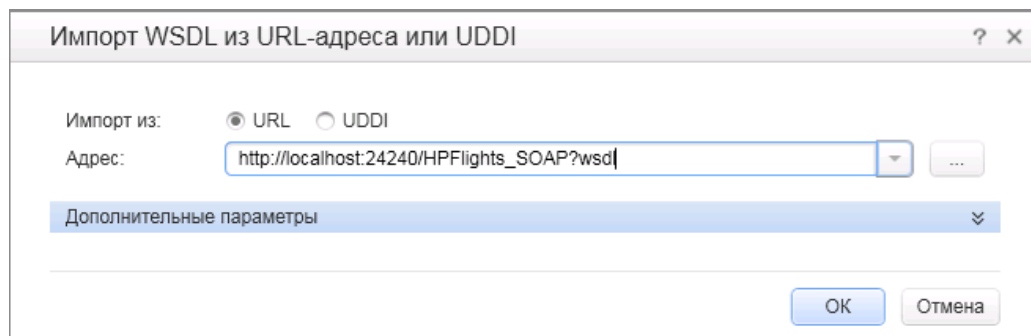 Импорт WSDL из URL-адреса или UDDI ?
Импорт из: URL UDDI
Адрес: http://localhost:24240/HPFlights_SOAP?wsdl ...
Дополнительные параметры
OK Отмена